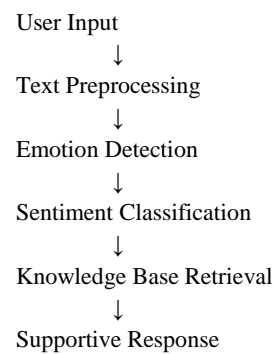 User Input
↓
Text Preprocessing
↓
Emotion Detection
↓
Sentiment Classification
↓
Knowledge Base Retrieval
↓
Supportive Response